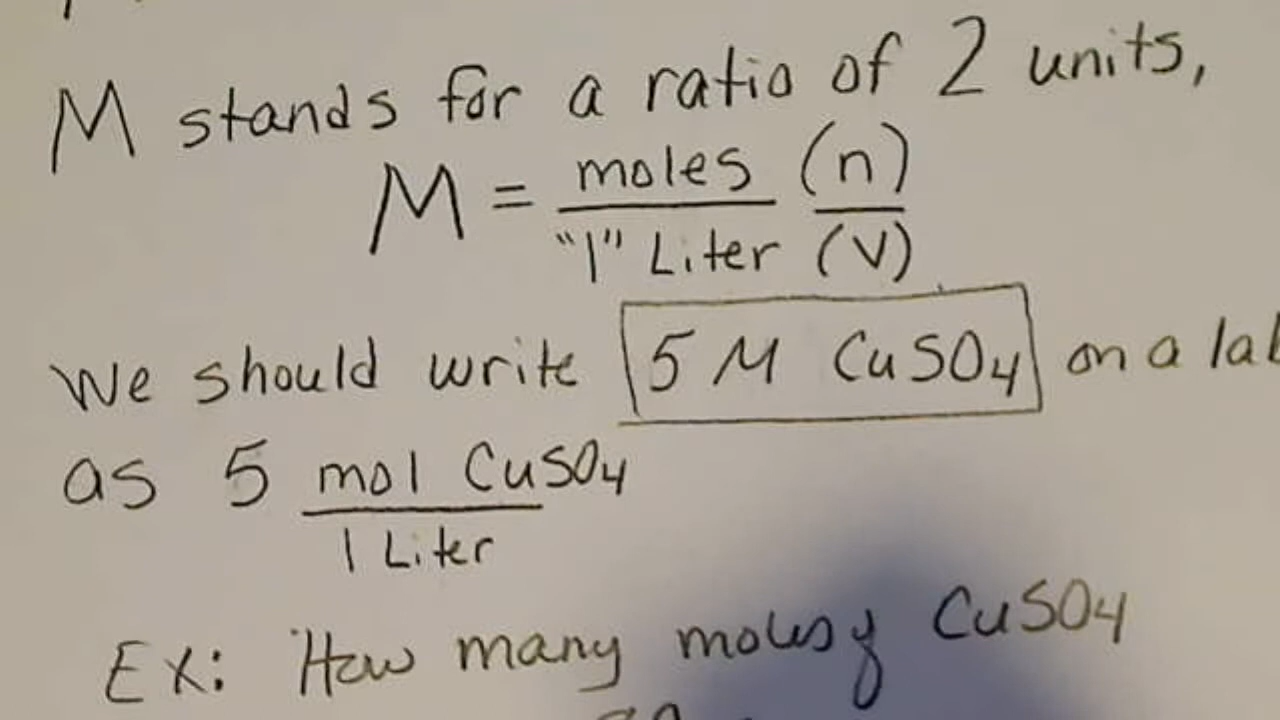 M stands for a ratio of 2 units,
M = moles (n)
"1" Liter (V)
We should write 5 M CuSO4 on a lab
as 5 mol CuSO4
1 Liter
Ex: How many moles of CuSO4